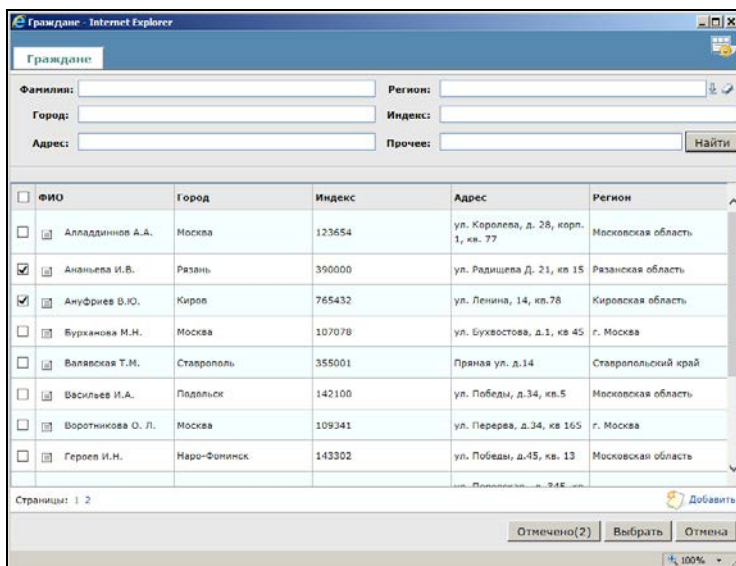 Граждане - Internet Explorer
Граждане
Фамилия: Регион:
Город: Индекс:
Адрес: Прочее: Найти
ФИО Город Индекс Адрес Регион
Алладдиннов А.А. Москва 123654 ул. Королева, д. 28, корп. 1, кв. 77 Московская область
Ананьева И.В. Рязань 390000 ул. Радищева Д. 21, кв 15 Рязанская область
Ануфриев В.Ю. Киров 765432 ул. Ленина, 14, кв.78 Кировская область
Бурханова М.Н. Москва 107078 ул. Бухвостова, д.1, кв 45 г. Москва
Валявская Т.М. Ставрополь 355001 Пряная ул. д.14 Ставропольский край
Васильев И.А. Подольск 142100 ул. Победы, д.34, кв.5 Московская область
Воротникова О. Л. Москва 109341 ул. Перерва, д.34, кв 165 г. Москва
Героев И.Н. Наро-Фоминск 143302 ул. Победы, д.45, кв. 13 Московская область
Страницы: 1 2 Добавить
Отмечено(2) Выбрать Отмена
100%